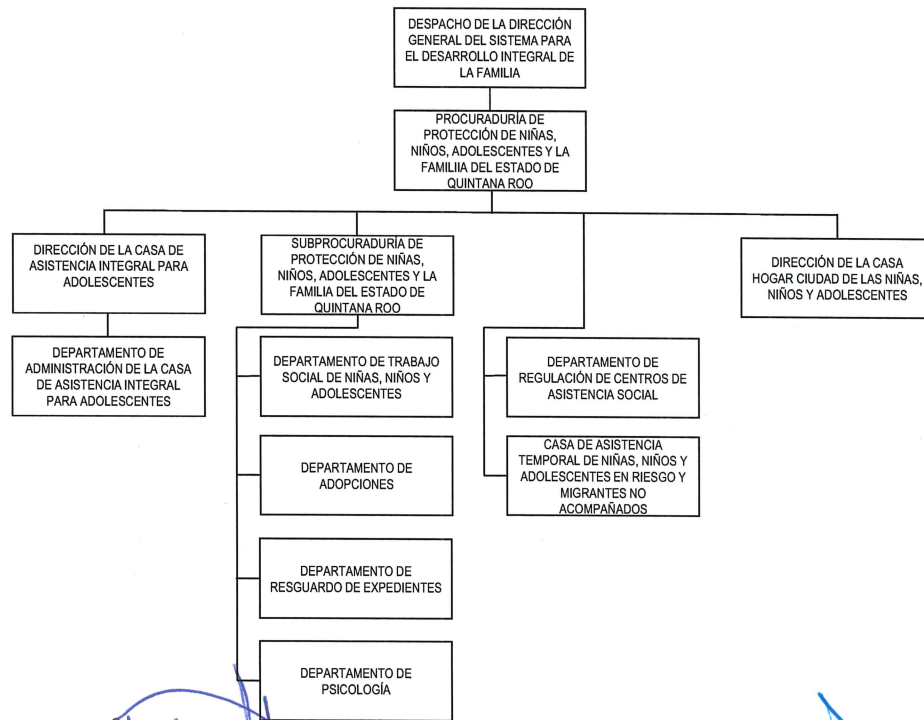 DESPACHO DE LA DIRECCIÓN
GENERAL DEL SISTEMA PARA
EL DESARROLLO INTEGRAL DE
LA FAMILIA
PROCURADURÍA DE
PROTECCIÓN DE NIÑAS,
NIÑOS, ADOLESCENTES Y LA
FAMILIIA DEL ESTADO DE
QUINTANA ROO
DIRECCIÓN DE LA CASA DE
ASISTENCIA INTEGRAL PARA
ADOLESCENTES
DEPARTAMENTO DE
ADMINISTRACIÓN DE LA CASA
DE ASISTENCIA INTEGRAL
PARA ADOLESCENTES
SUBPROCURADURÍA DE
PROTECCIÓN DE NIÑAS,
NIÑOS, ADOLESCENTES Y LA
FAMILIA DEL ESTADO DE
QUINTANA ROO
DEPARTAMENTO DE TRABAJO
SOCIAL DE NIÑAS, NIÑOS Y
ADOLESCENTES
DEPARTAMENTO DE
ADOPCIONES
DEPARTAMENTO DE
RESGUARDO DE EXPEDIENTES
DEPARTAMENTO DE
PSICOLOGÍA
DEPARTAMENTO DE
REGULACIÓN DE CENTROS DE
ASISTENCIA SOCIAL
CASA DE ASISTENCIA
TEMPORAL DE NIÑAS, NIÑOS Y
ADOLESCENTES EN RIESGO Y
MIGRANTES NO
ACOMPAÑADOS
DIRECCIÓN DE LA CASA
HOGAR CIUDAD DE LAS NIÑAS,
NIÑOS Y ADOLESCENTES